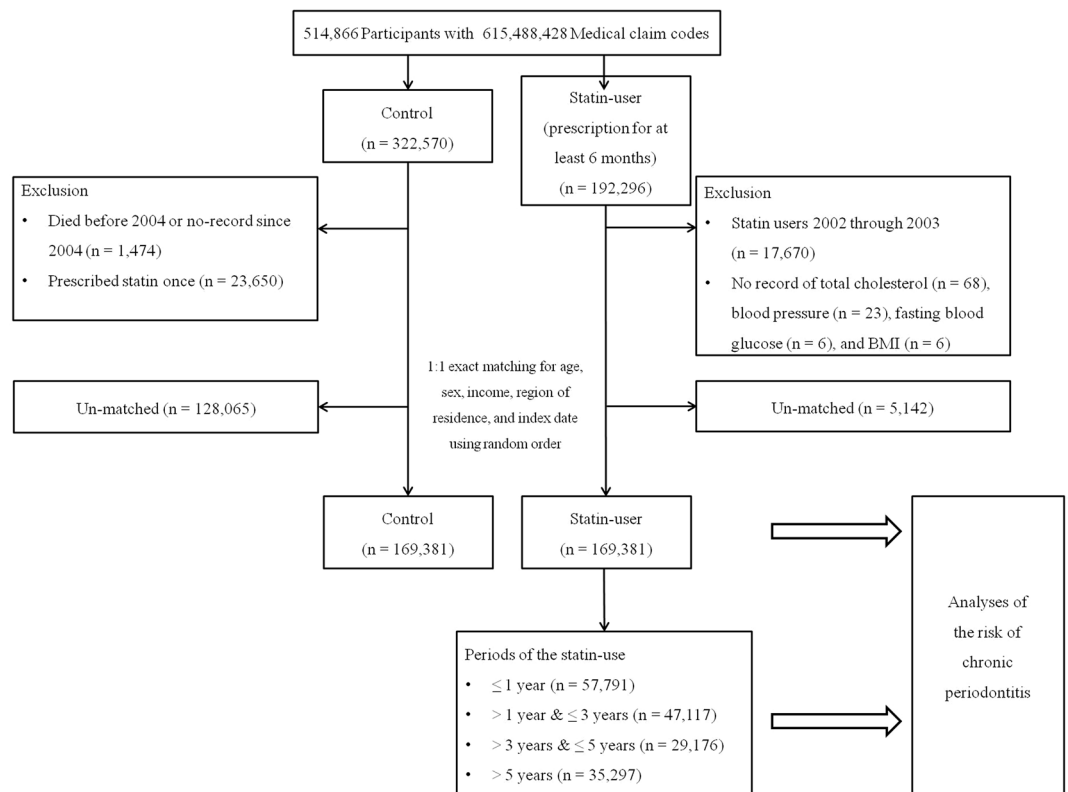 514,866 Participants with 615,488,428 Medical claim codes
Control
(n = 322,570)
Statin-user
(prescription for at
least 6 months)
(n = 192,296)
Exclusion
• Died before 2004 or no-record since
2004 (n = 1,474)
• Prescribed statin once (n = 23,650)
Exclusion
• Statin users 2002 through 2003
(n = 17,670)
• No record of total cholesterol (n = 68),
blood pressure (n = 23), fasting blood
glucose (n = 6), and BMI (n = 6)
1:1 exact matching for age,
sex, income, region of
residence, and index date
using random order
Un-matched (n = 128,065)
Un-matched (n = 5,142)
Control
(n = 169,381)
Statin-user
(n = 169,381)
Periods of the statin-use
• ≤ 1 year (n = 57,791)
• > 1 year & ≤ 3 years (n = 47,117)
• > 3 years & ≤ 5 years (n = 29,176)
• > 5 years (n = 35,297)
Analyses of
the risk of
chronic
periodontitis